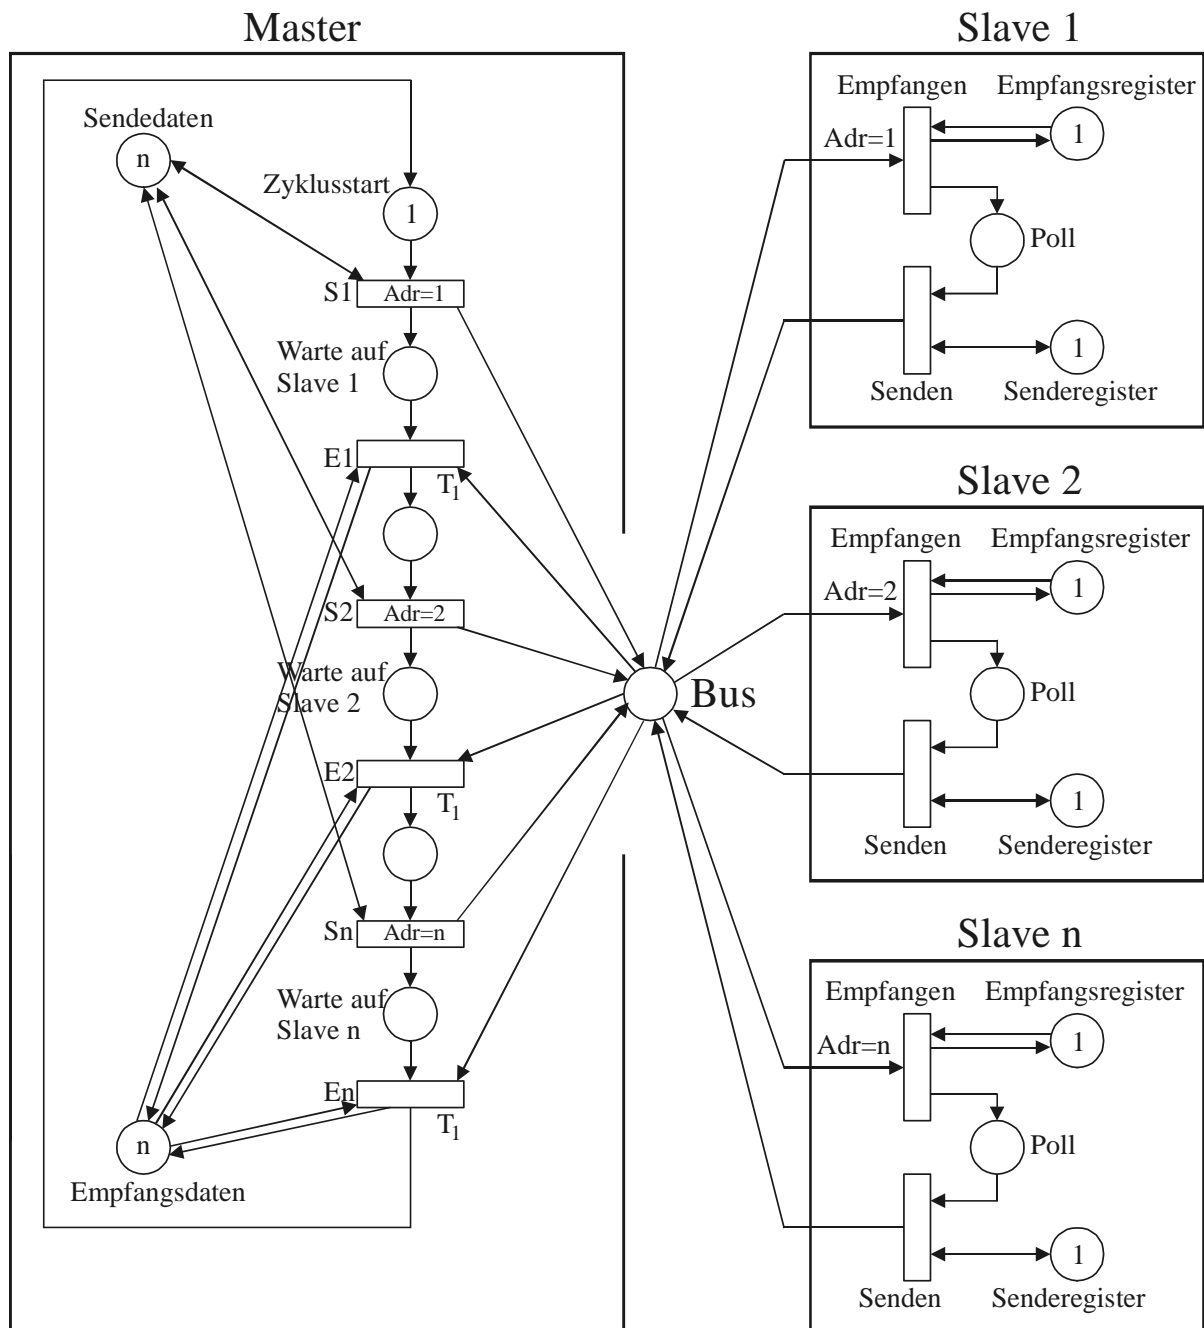 Master
Sendedaten
n
Zyklusstart
1
S1
Adr=1
Warte auf
Slave 1
E1
T1
S2
Adr=2
Warte auf
Slave 2
E2
T1
Sn
Adr=n
Warte auf
Slave n
En
T1
n
Empfangsdaten
Bus
Slave 1
Empfangen
Empfangsregister
Adr=1
1
Poll
1
Senden
Senderegister
Slave 2
Empfangen
Empfangsregister
Adr=2
1
Poll
1
Senden
Senderegister
Slave n
Empfangen
Empfangsregister
Adr=n
1
Poll
1
Senden
Senderegister